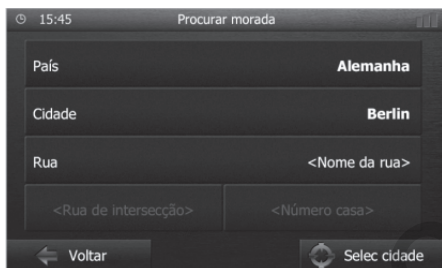 15:45 Procurar morada
País Alemanha
Cidade Berlin
Rua <Nome da rua>
<Rua de intersecção> <Número casa>
Voltar Selec cidade